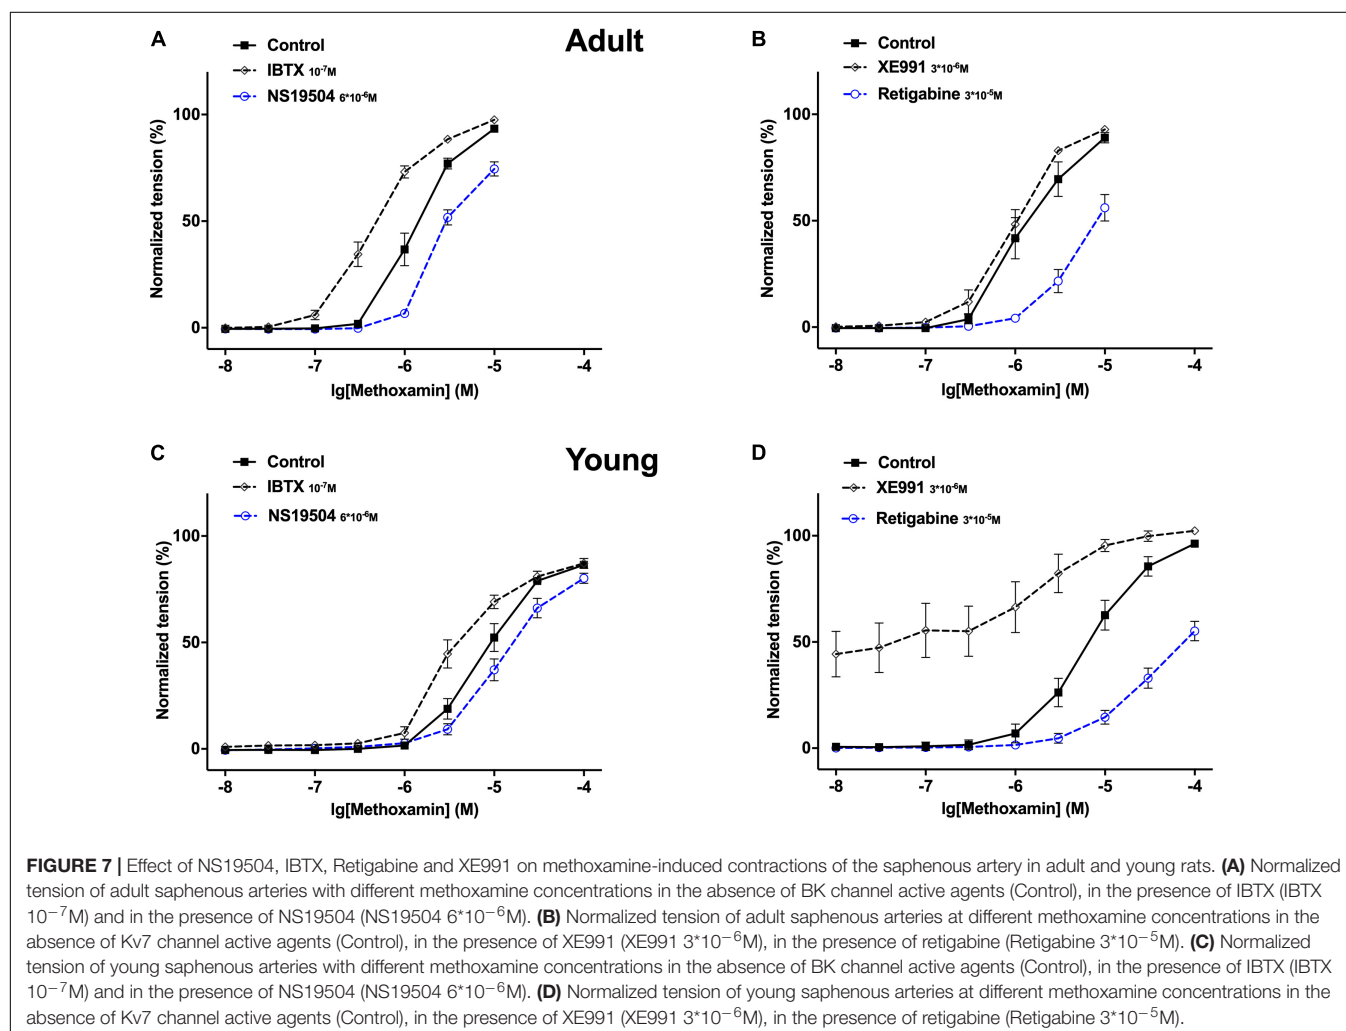 A
Control
IBTX 10-7M
NS19504 6*10-6M
Adult
B
Control
XE991 3*10-6M
Retigabine 3*10-5M
Normalized tension (%)
100
50
0
-8
-7
-6
-5
-4
lg[Methoxamin] (M)
Normalized tension (%)
100
50
0
-8
-7
-6
-5
-4
lg[Methoxamin] (M)
C
Control
IBTX 10-7M
NS19504 6*10-6M
Young
D
Control
XE991 3*10-6M
Retigabine 3*10-5M
Normalized tension (%)
100
50
0
-8
-7
-6
-5
-4
lg[Methoxamin] (M)
Normalized tension (%)
100
50
0
-8
-7
-6
-5
-4
lg[Methoxamin] (M)
FIGURE 7 | Effect of NS19504, IBTX, Retigabine and XE991 on methoxamine-induced contractions of the saphenous artery in adult and young rats. (A) Normalized
tension of adult saphenous arteries with different methoxamine concentrations in the absence of BK channel active agents (Control), in the presence of IBTX (IBTX
10−7M) and in the presence of NS19504 (NS19504 6*10−6M). (B) Normalized tension of adult saphenous arteries at different methoxamine concentrations in the
absence of Kv7 channel active agents (Control), in the presence of XE991 (XE991 3*10−6M), in the presence of retigabine (Retigabine 3*10−5M). (C) Normalized
tension of young saphenous arteries with different methoxamine concentrations in the absence of BK channel active agents (Control), in the presence of IBTX (IBTX
10−7M) and in the presence of NS19504 (NS19504 6*10−6M). (D) Normalized tension of young saphenous arteries at different methoxamine concentrations in the
absence of Kv7 channel active agents (Control), in the presence of XE991 (XE991 3*10−6M), in the presence of retigabine (Retigabine 3*10−5M).